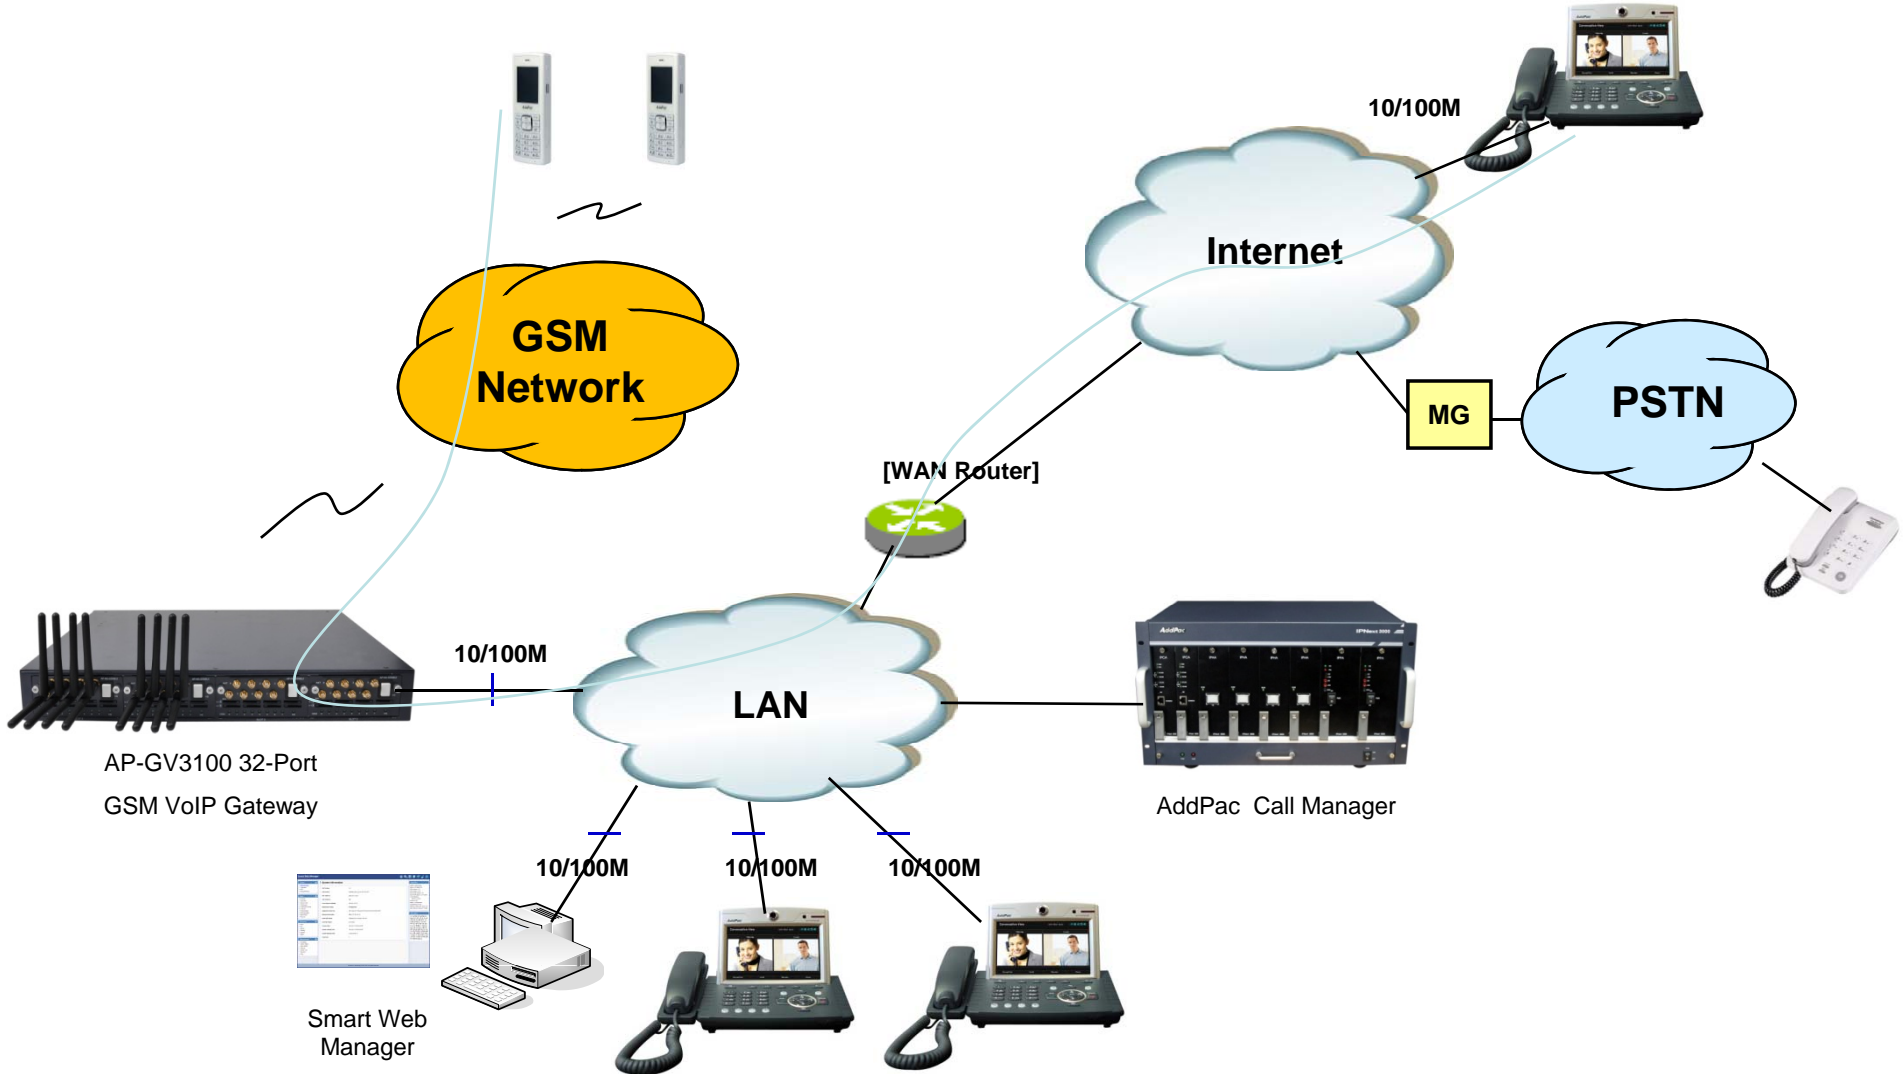 10/100M
Internet
GSM
Network
MG
PSTN
[WAN Router]
AddPac
10/100M
LAN
AP-GV3100 32-Port
GSM VoIP Gateway
AddPac Call Manager
10/100M
10/100M
10/100M
Smart Web
Manager